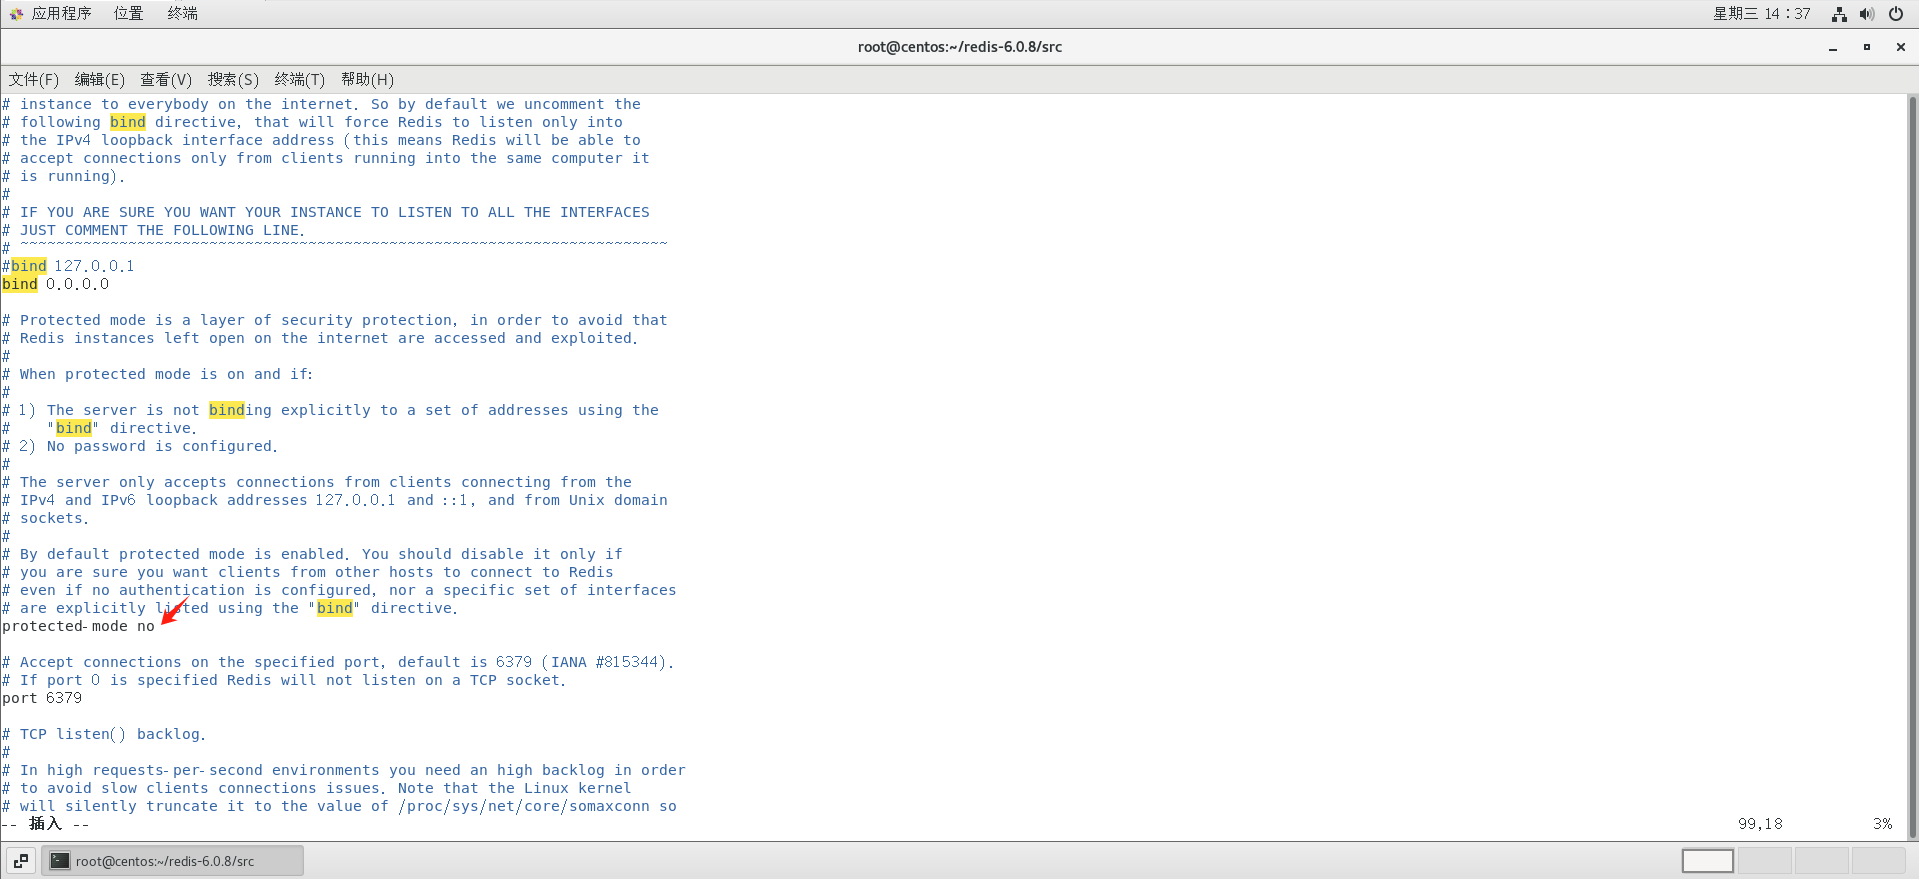 应用程序 位置 终端 星期三 14：37
root@centos:~/redis-6.0.8/src
文件(F) 编辑(E) 查看(V) 搜索(S) 终端(T) 帮助(H)
# instance to everybody on the internet. So by default we uncomment the
# following bind directive, that will force Redis to listen only into
# the IPv4 loopback interface address (this means Redis will be able to
# accept connections only from clients running into the same computer it
# is running).
#
# IF YOU ARE SURE YOU WANT YOUR INSTANCE TO LISTEN TO ALL THE INTERFACES
# JUST COMMENT THE FOLLOWING LINE.
# ~~~~~~~~~~~~~~~~~~~~~~~~~~~~~~~~~~~~~~~~~~~~~~~~~~~~~~~~~~~~~~~~~~~~~~~~
#bind 127.0.0.1
bind 0.0.0.0
# Protected mode is a layer of security protection, in order to avoid that
# Redis instances left open on the internet are accessed and exploited.
#
# When protected mode is on and if:
#
# 1) The server is not binding explicitly to a set of addresses using the
#    "bind" directive.
# 2) No password is configured.
#
# The server only accepts connections from clients connecting from the
# IPv4 and IPv6 loopback addresses 127.0.0.1 and ::1, and from Unix domain
# sockets.
#
# By default protected mode is enabled. You should disable it only if
# you are sure you want clients from other hosts to connect to Redis
# even if no authentication is configured, nor a specific set of interfaces
# are explicitly listed using the "bind" directive.
protected-mode no
# Accept connections on the specified port, default is 6379 (IANA #815344).
# If port 0 is specified Redis will not listen on a TCP socket.
port 6379
# TCP listen() backlog.
#
# In high requests-per-second environments you need an high backlog in order
# to avoid slow clients connections issues. Note that the Linux kernel
# will silently truncate it to the value of /proc/sys/net/core/somaxconn so
-- 插入 -- 99,18 3%
root@centos:~/redis-6.0.8/src